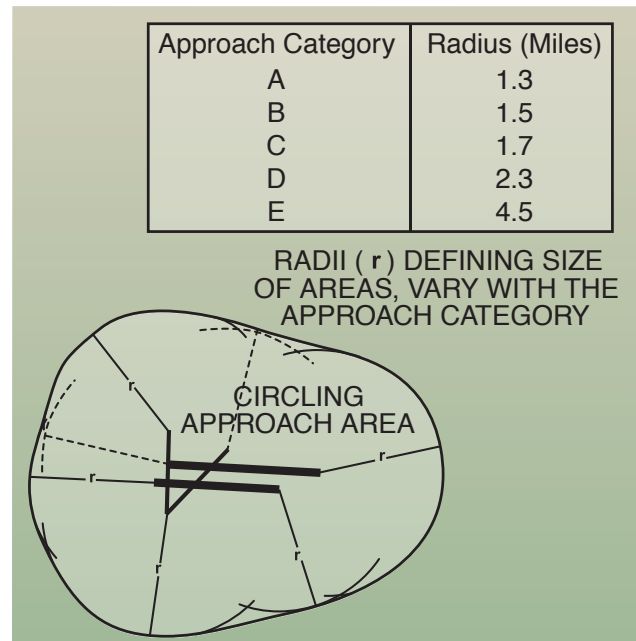 Approach Category Radius (Miles)
A 1.3
B 1.5
C 1.7
D 2.3
E 4.5
RADII ( r ) DEFINING SIZE
OF AREAS, VARY WITH THE
APPROACH CATEGORY
r
CIRCLING
APPROACH AREA
r
r
r
r